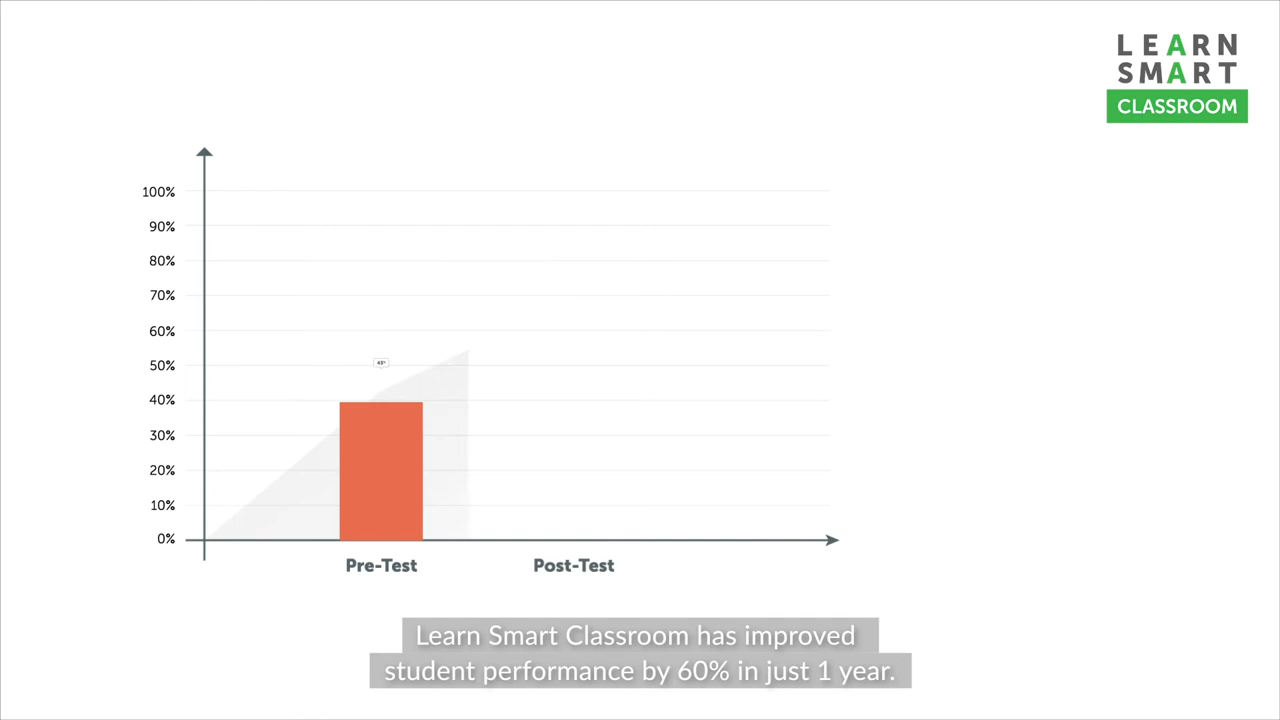 LEARN
SMART
CLASSROOM
100%
90%
80%
70%
60%
50%
40%
30%
20%
10%
0%
Pre-Test
Post-Test
Learn Smart Classroom has improved
student performance by 60% in just 1 year.